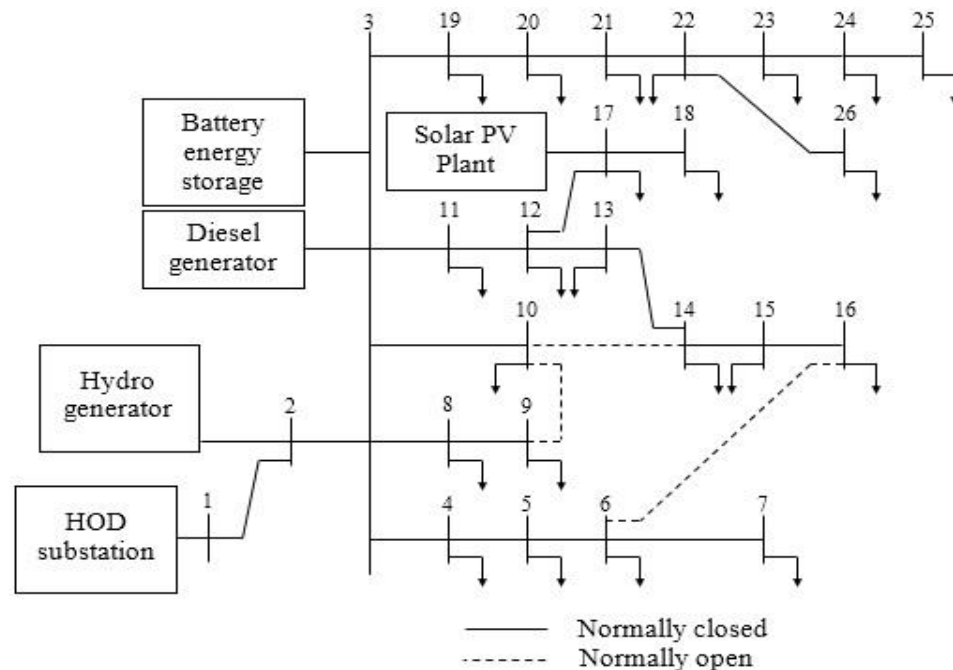 3 19 20 21 22 23 24 25
Battery
energy
storage
Solar PV
Plant
17 18 26
Diesel
generator
11 12 13
10 14 15 16
Hydro
generator
2 8 9
HOD
substation
1 4 5 6 7
Normally closed
Normally open